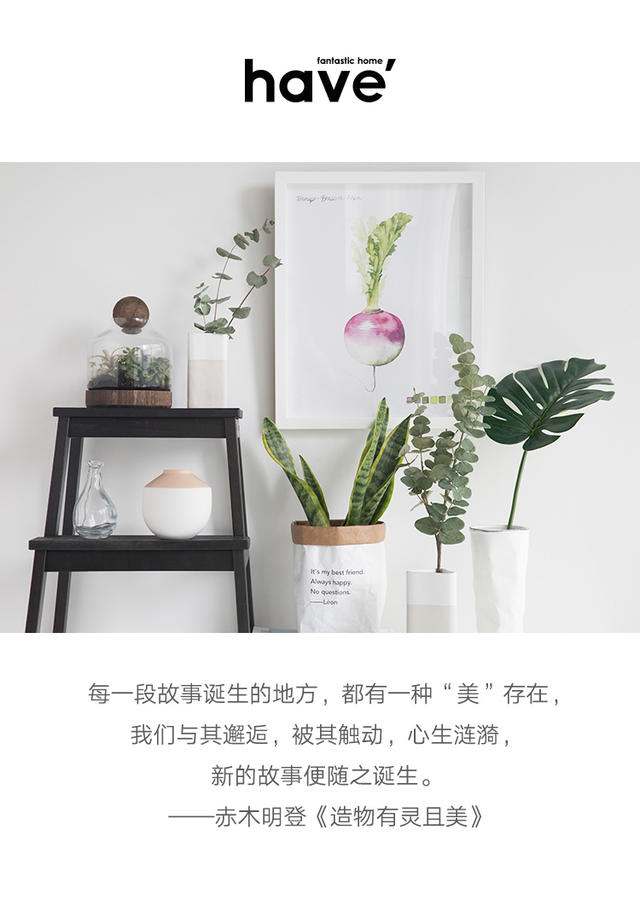 fantastic home
have’
It's my best friend.
Always happy.
No questions.
——Leon
每一段故事诞生的地方，都有一种“美”存在，
我们与其邂逅，被其触动，心生涟漪，
新的故事便随之诞生。
——赤木明登《造物有灵且美》